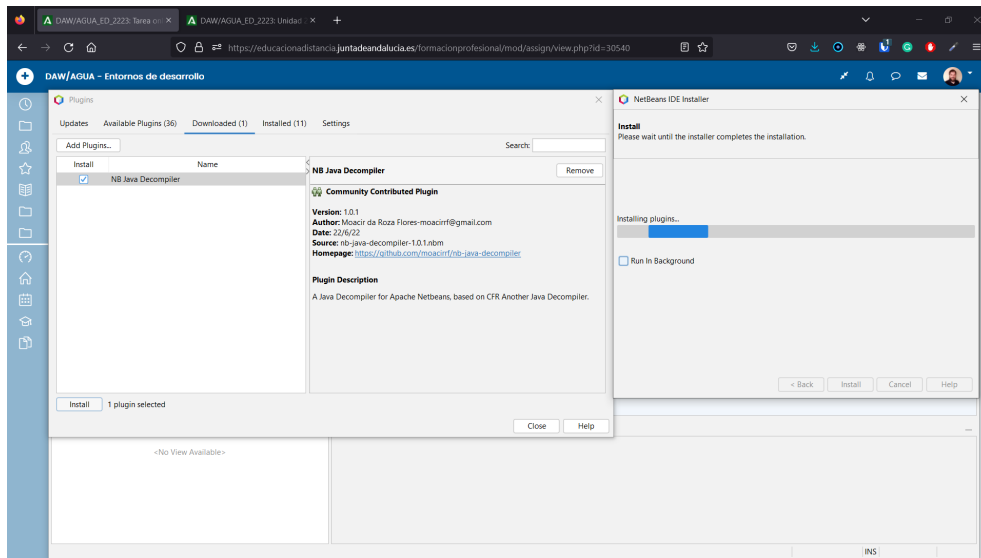 DAW/AGUA_ED_2223: Tarea on
DAW/AGUA_ED_2223: Unidad 2
https://educacionadistancia.juntadeandalucia.es/formacionprofesional/mod/assign/view.php?id=30540
DAW/AGUA - Entornos de desarrollo
Plugins
Updates Available Plugins (36) Downloaded (1) Installed (11) Settings
Add Plugins... Search:
Install Name
NB Java Decompiler
NB Java Decompiler Remove
Community Contributed Plugin
Version: 1.0.1
Author: Moacir da Roza Flores-moacirrf@gmail.com
Date: 22/6/22
Source: nb-java-decompiler-1.0.1.nbm
Homepage: https://github.com/moacirrf/nb-java-decompiler
Plugin Description
A Java Decompiler for Apache Netbeans, based on CFR Another Java Decompiler.
Install 1 plugin selected
Close Help
NetBeans IDE Installer
Install
Please wait until the installer completes the installation.
Installing plugins...
Run In Background
< Back Install Cancel Help
<No View Available>
INS